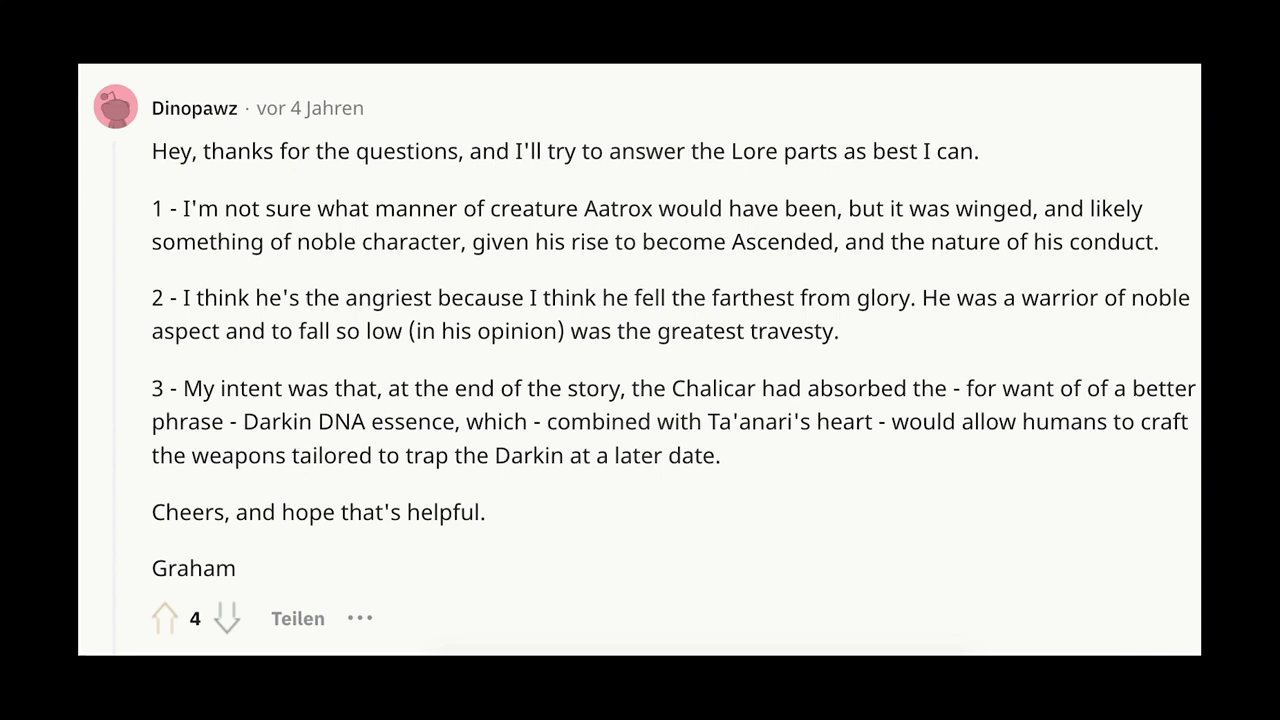 Dinopawz · vor 4 Jahren
Hey, thanks for the questions, and I'll try to answer the Lore parts as best I can.
1 - I'm not sure what manner of creature Aatrox would have been, but it was winged, and likely
something of noble character, given his rise to become Ascended, and the nature of his conduct.
2 - I think he's the angriest because I think he fell the farthest from glory. He was a warrior of noble
aspect and to fall so low (in his opinion) was the greatest travesty.
3 - My intent was that, at the end of the story, the Chalicar had absorbed the - for want of of a better
phrase - Darkin DNA essence, which - combined with Ta'anari's heart - would allow humans to craft
the weapons tailored to trap the Darkin at a later date.
Cheers, and hope that's helpful.
Graham
4 Teilen •••